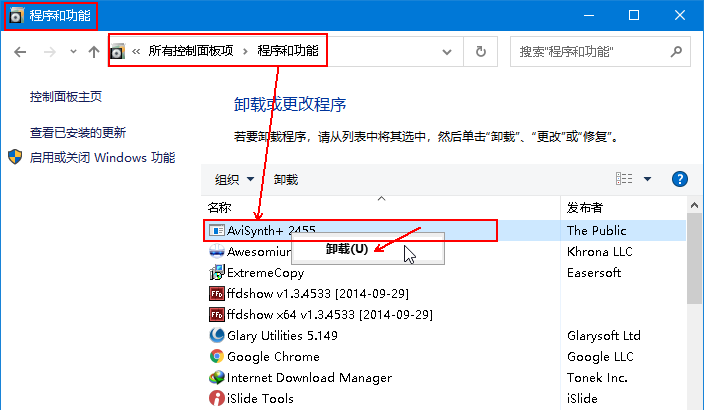 程序和功能
« 所有控制面板项 › 程序和功能
搜索"程序和功能"
控制面板主页
查看已安装的更新
启用或关闭 Windows 功能
卸载或更改程序
若要卸载程序，请从列表中将其选中，然后单击“卸载”、“更改”或“修复”。
组织 卸载
名称 发布者
AviSynth+ 2455 The Public
卸载(U)
Khrona LLC
ExtremeCopy Easersoft
ffdshow v1.3.4533 [2014-09-29]
ffdshow x64 v1.3.4533 [2014-09-29]
Glary Utilities 5.149 Glarysoft Ltd
Google Chrome Google LLC
Internet Download Manager Tonek Inc.
iSlide Tools iSlide